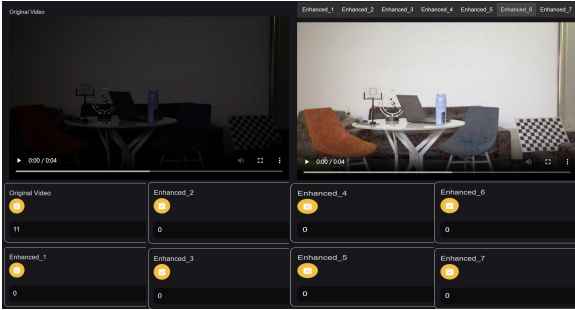 Original Video
Enhanced_1 Enhanced_2 Enhanced_3 Enhanced_4 Enhanced_5 Enhanced_6 Enhanced_7
0:00 / 0:04
0:00 / 0:04
Original Video
11
Enhanced_2
0
Enhanced_4
0
Enhanced_6
0
Enhanced_1
0
Enhanced_3
0
Enhanced_5
0
Enhanced_7
0